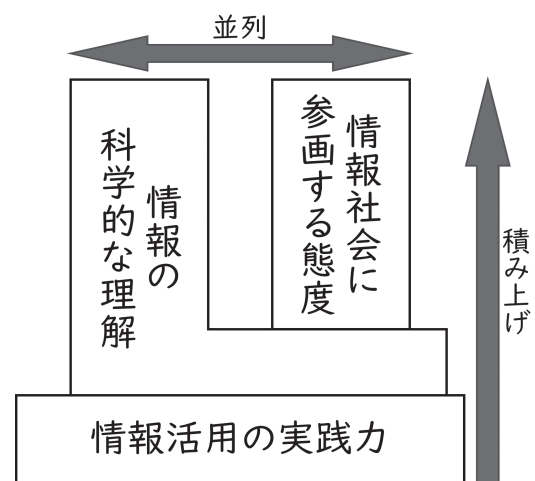 並列
情報の
科学的な理解
情報社会に
参画する態度
積み上げ
情報活用の実践力